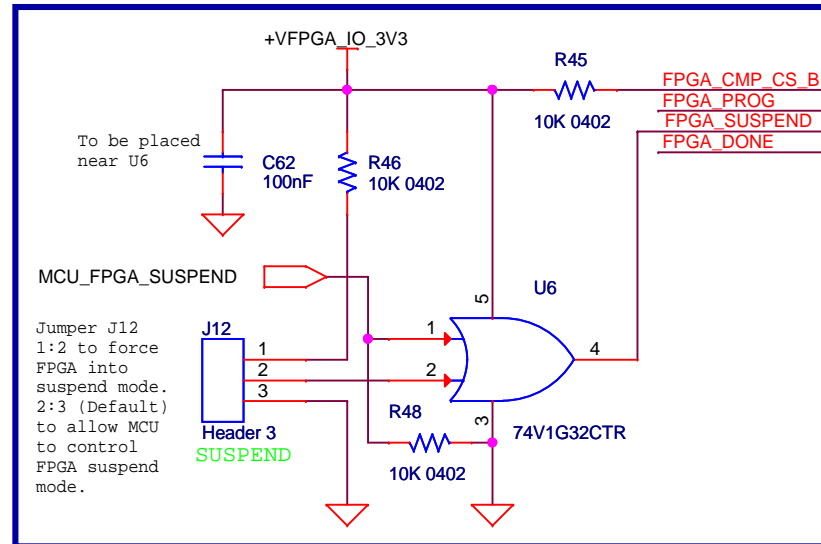 +VFPGA_IO_3V3
R45
10K 0402
FPGA_CMP_CS_B
FPGA_PROG
FPGA_SUSPEND
FPGA_DONE
To be placed
near U6
C62
100nF
R46
10K 0402
MCU_FPGA_SUSPEND
U6
5
1
2
4
3
74V1G32CTR
Jumper J12
1:2 to force
FPGA into
suspend mode.
2:3 (Default)
to allow MCU
to control
FPGA suspend
mode.
J12
1
2
3
Header 3
SUSPEND
R48
10K 0402